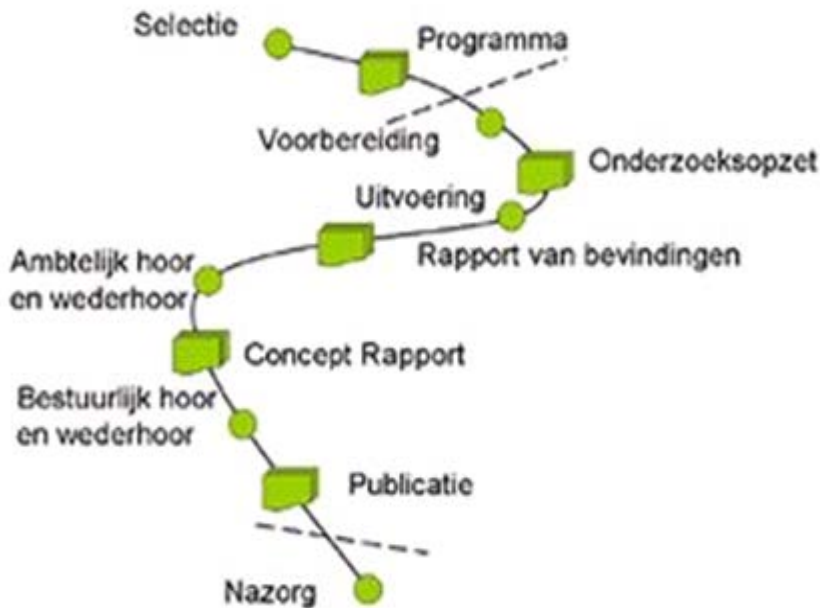 Selectie
Programma
Voorbereiding
Onderzoeksopzet
Uitvoering
Rapport van bevindingen
Ambtelijk hoor
en wederhoor
Concept Rapport
Bestuurlijk hoor
en wederhoor
Publicatie
Nazorg